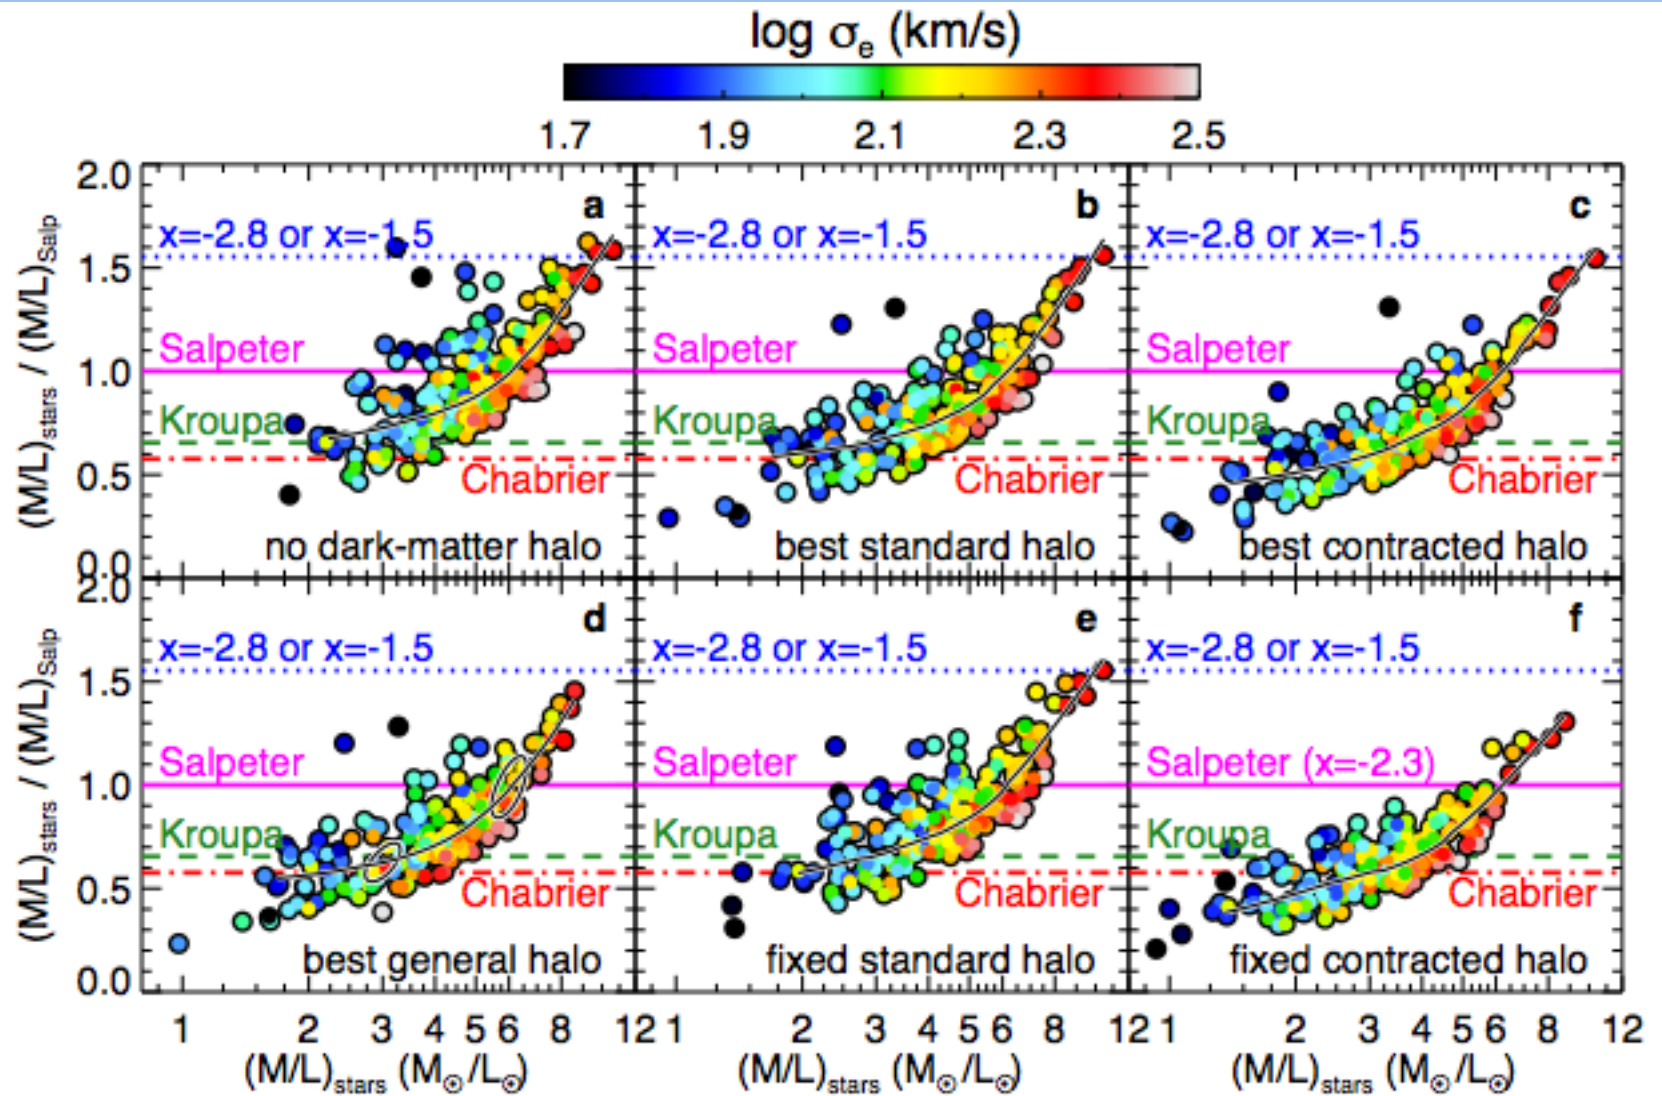 log σe (km/s)
1.7 1.9 2.1 2.3 2.5
2.0 1.5 1.0 0.5 0.0
(M/L)stars / (M/L)Salp
a
x=-2.8 or x=-1.5
Salpeter
Kroupa
Chabrier
no dark-matter halo
b
x=-2.8 or x=-1.5
Salpeter
Kroupa
Chabrier
best standard halo
c
x=-2.8 or x=-1.5
Salpeter
Kroupa
Chabrier
best contracted halo
2.0 1.5 1.0 0.5 0.0
(M/L)stars / (M/L)Salp
d
x=-2.8 or x=-1.5
Salpeter
Kroupa
Chabrier
best general halo
e
x=-2.8 or x=-1.5
Salpeter
Kroupa
Chabrier
fixed standard halo
f
x=-2.8 or x=-1.5
Salpeter (x=-2.3)
Kroupa
Chabrier
fixed contracted halo
1 2 3 4 5 6 8 12 1 2 3 4 5 6 8 12 1 2 3 4 5 6 8 12
(M/L)stars (M⊙/L⊙) (M/L)stars (M⊙/L⊙) (M/L)stars (M⊙/L⊙)